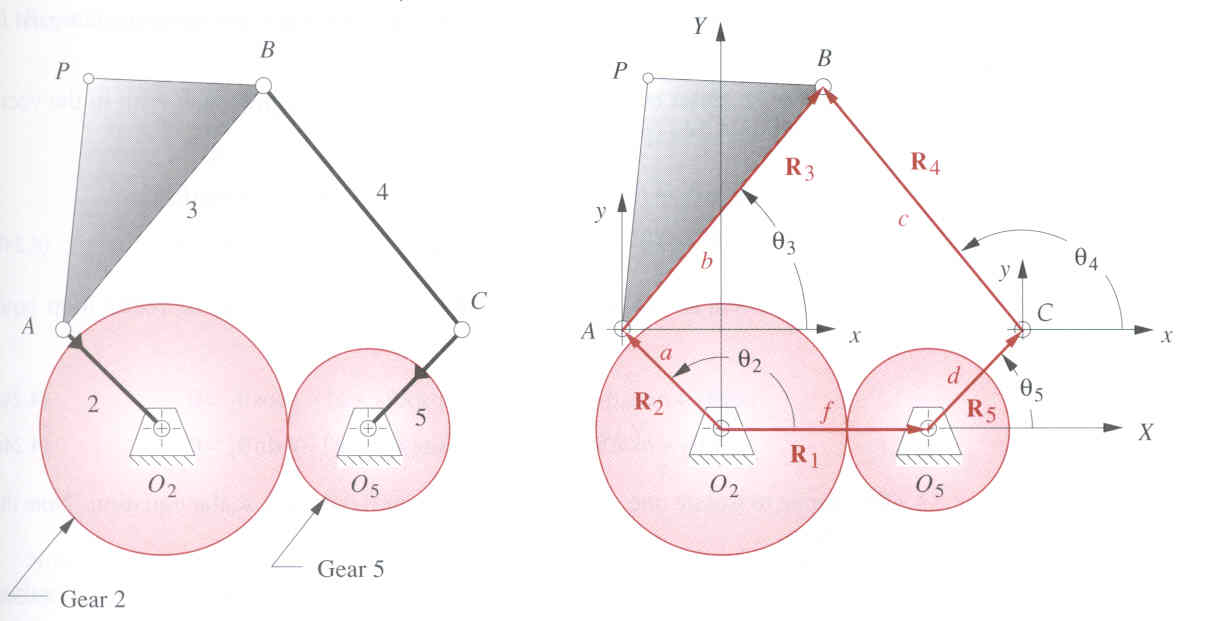 P
B
4
3
A
C
2
5
O2
O5
Gear 5
Gear 2
Y
B
P
R3
R4
y
c
θ3
b
θ4
y
A
x
C
x
a
θ2
d
θ5
R2
f
R5
X
R1
O2
O5